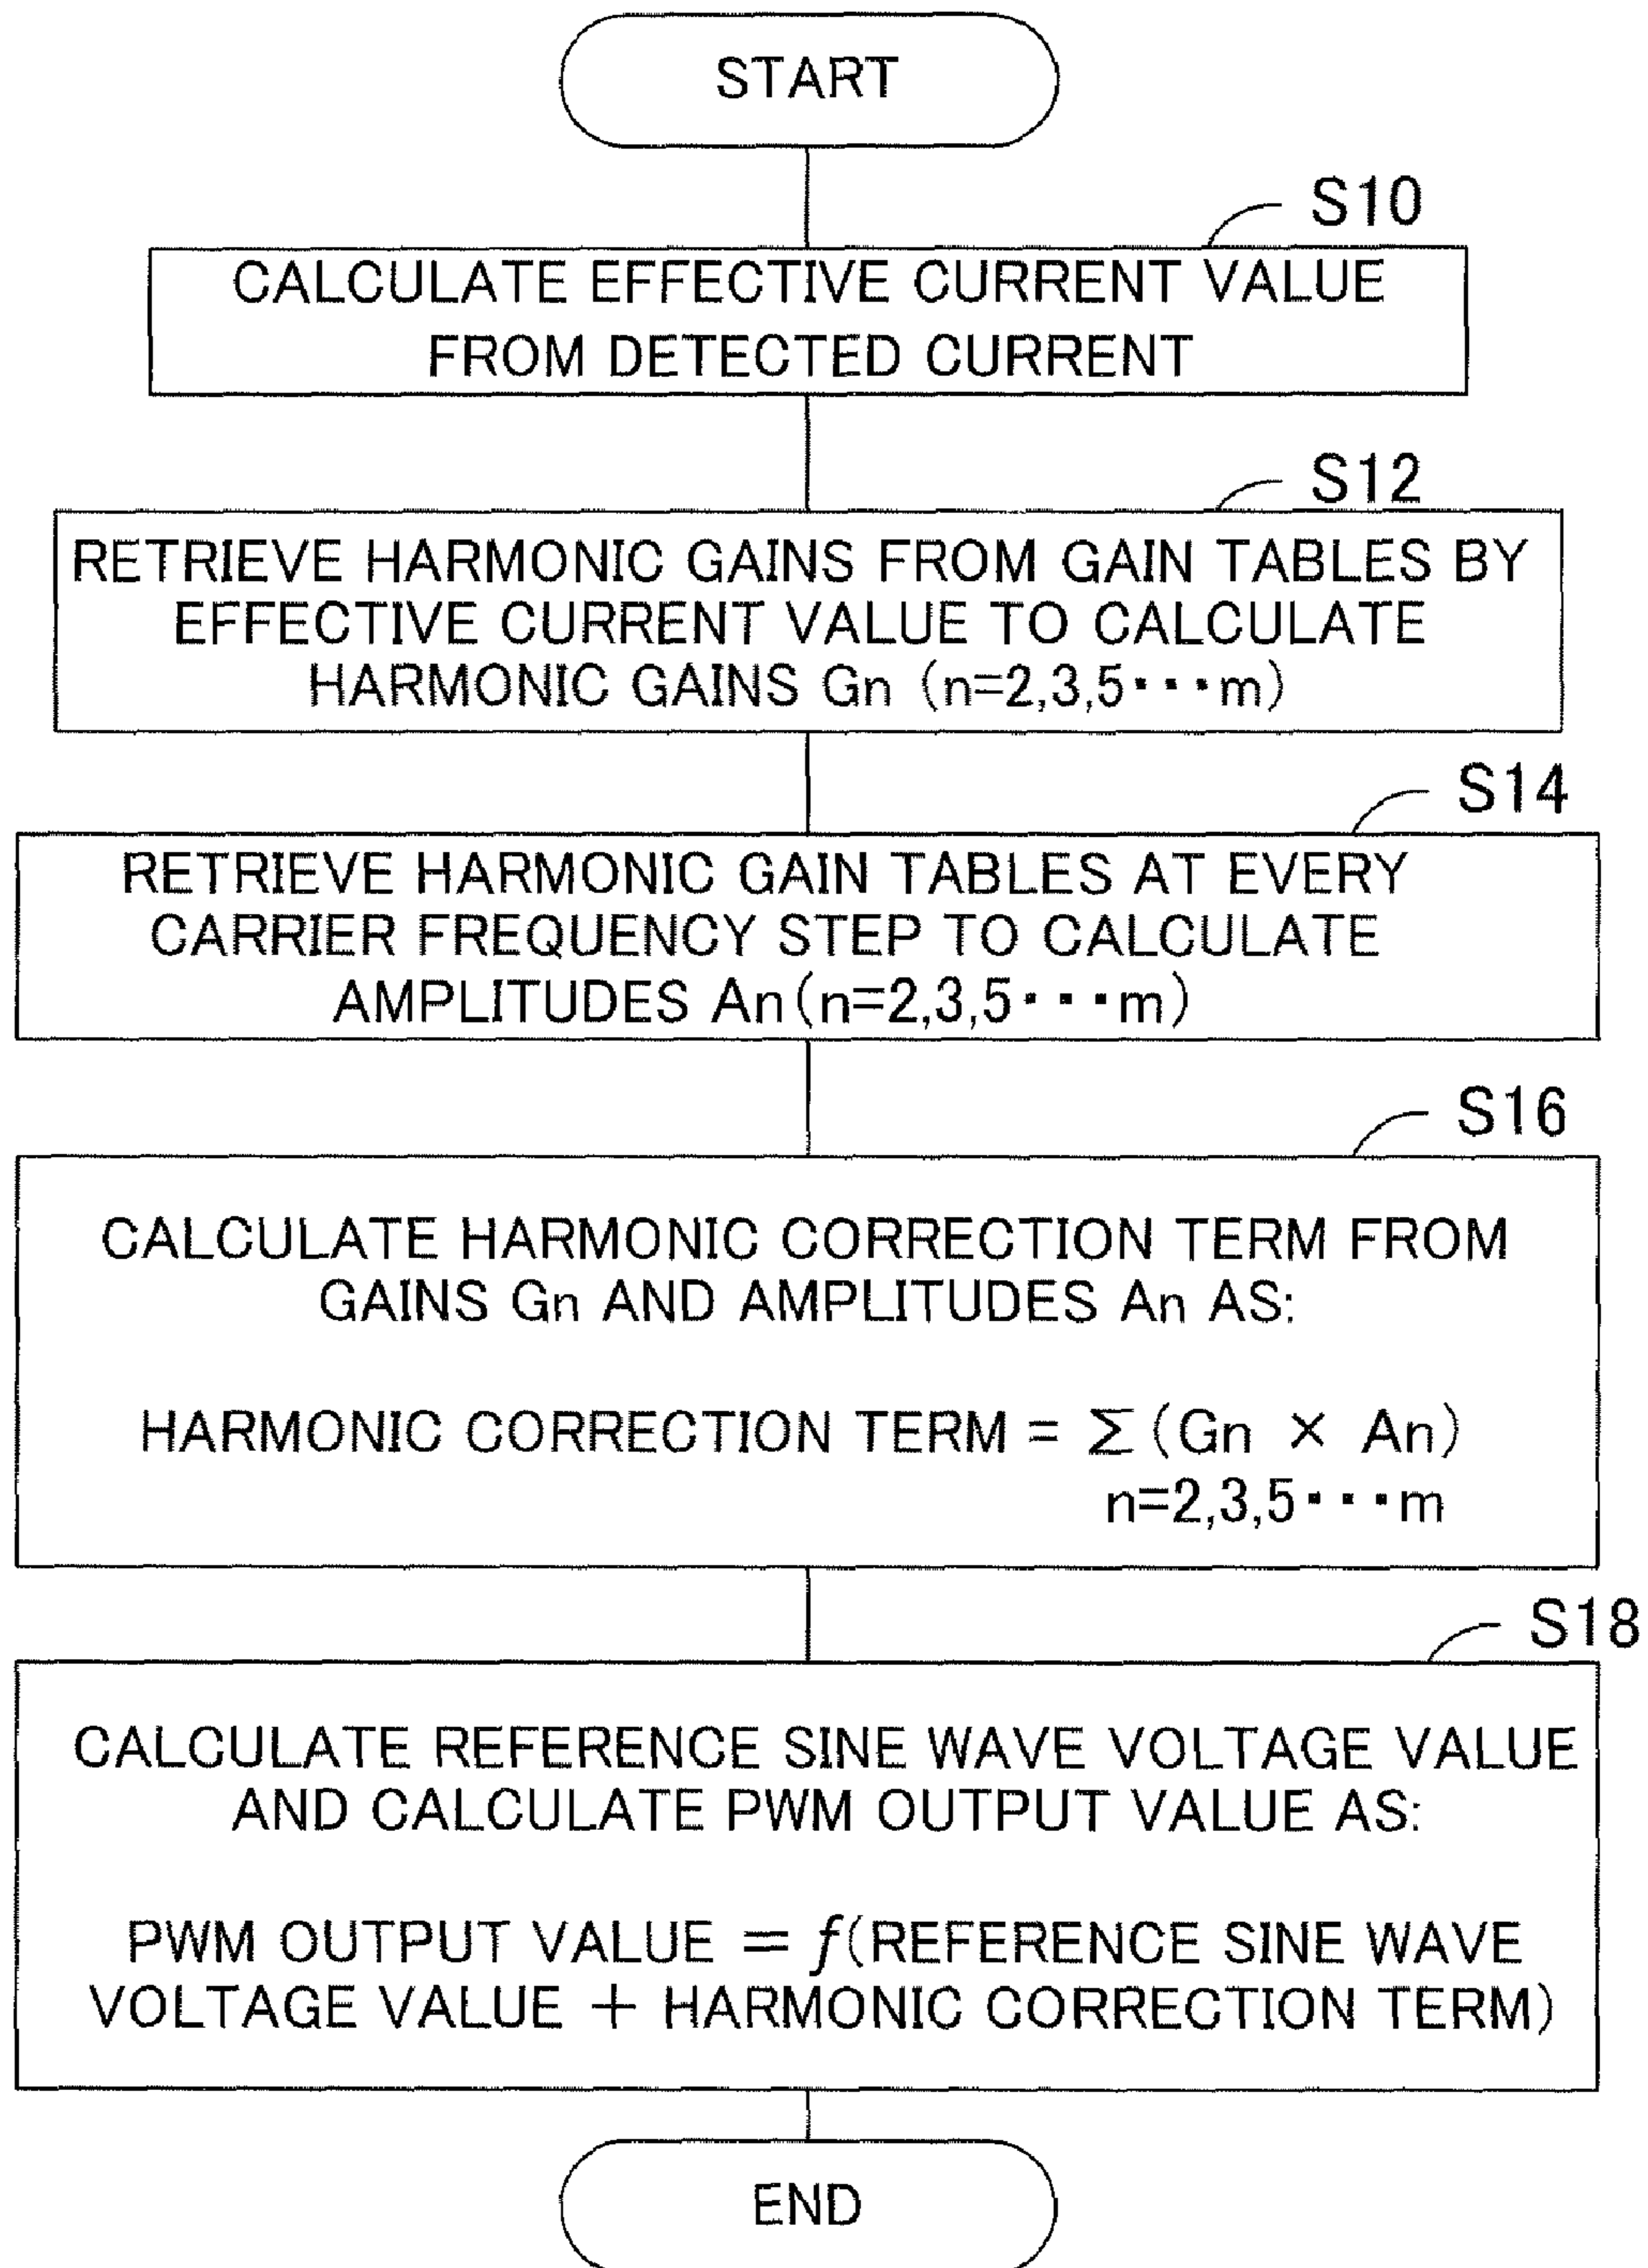 START
S10
CALCULATE EFFECTIVE CURRENT VALUE
FROM DETECTED CURRENT
S12
RETRIEVE HARMONIC GAINS FROM GAIN TABLES BY
EFFECTIVE CURRENT VALUE TO CALCULATE
HARMONIC GAINS Gn (n=2,3,5･･･m)
S14
RETRIEVE HARMONIC GAIN TABLES AT EVERY
CARRIER FREQUENCY STEP TO CALCULATE
AMPLITUDES An(n=2,3,5･･･m)
S16
CALCULATE HARMONIC CORRECTION TERM FROM
GAINS Gn AND AMPLITUDES An AS:
HARMONIC CORRECTION TERM = Σ(Gn × An)
n=2,3,5･･･m
S18
CALCULATE REFERENCE SINE WAVE VOLTAGE VALUE
AND CALCULATE PWM OUTPUT VALUE AS:
PWM OUTPUT VALUE = f(REFERENCE SINE WAVE
VOLTAGE VALUE + HARMONIC CORRECTION TERM)
END